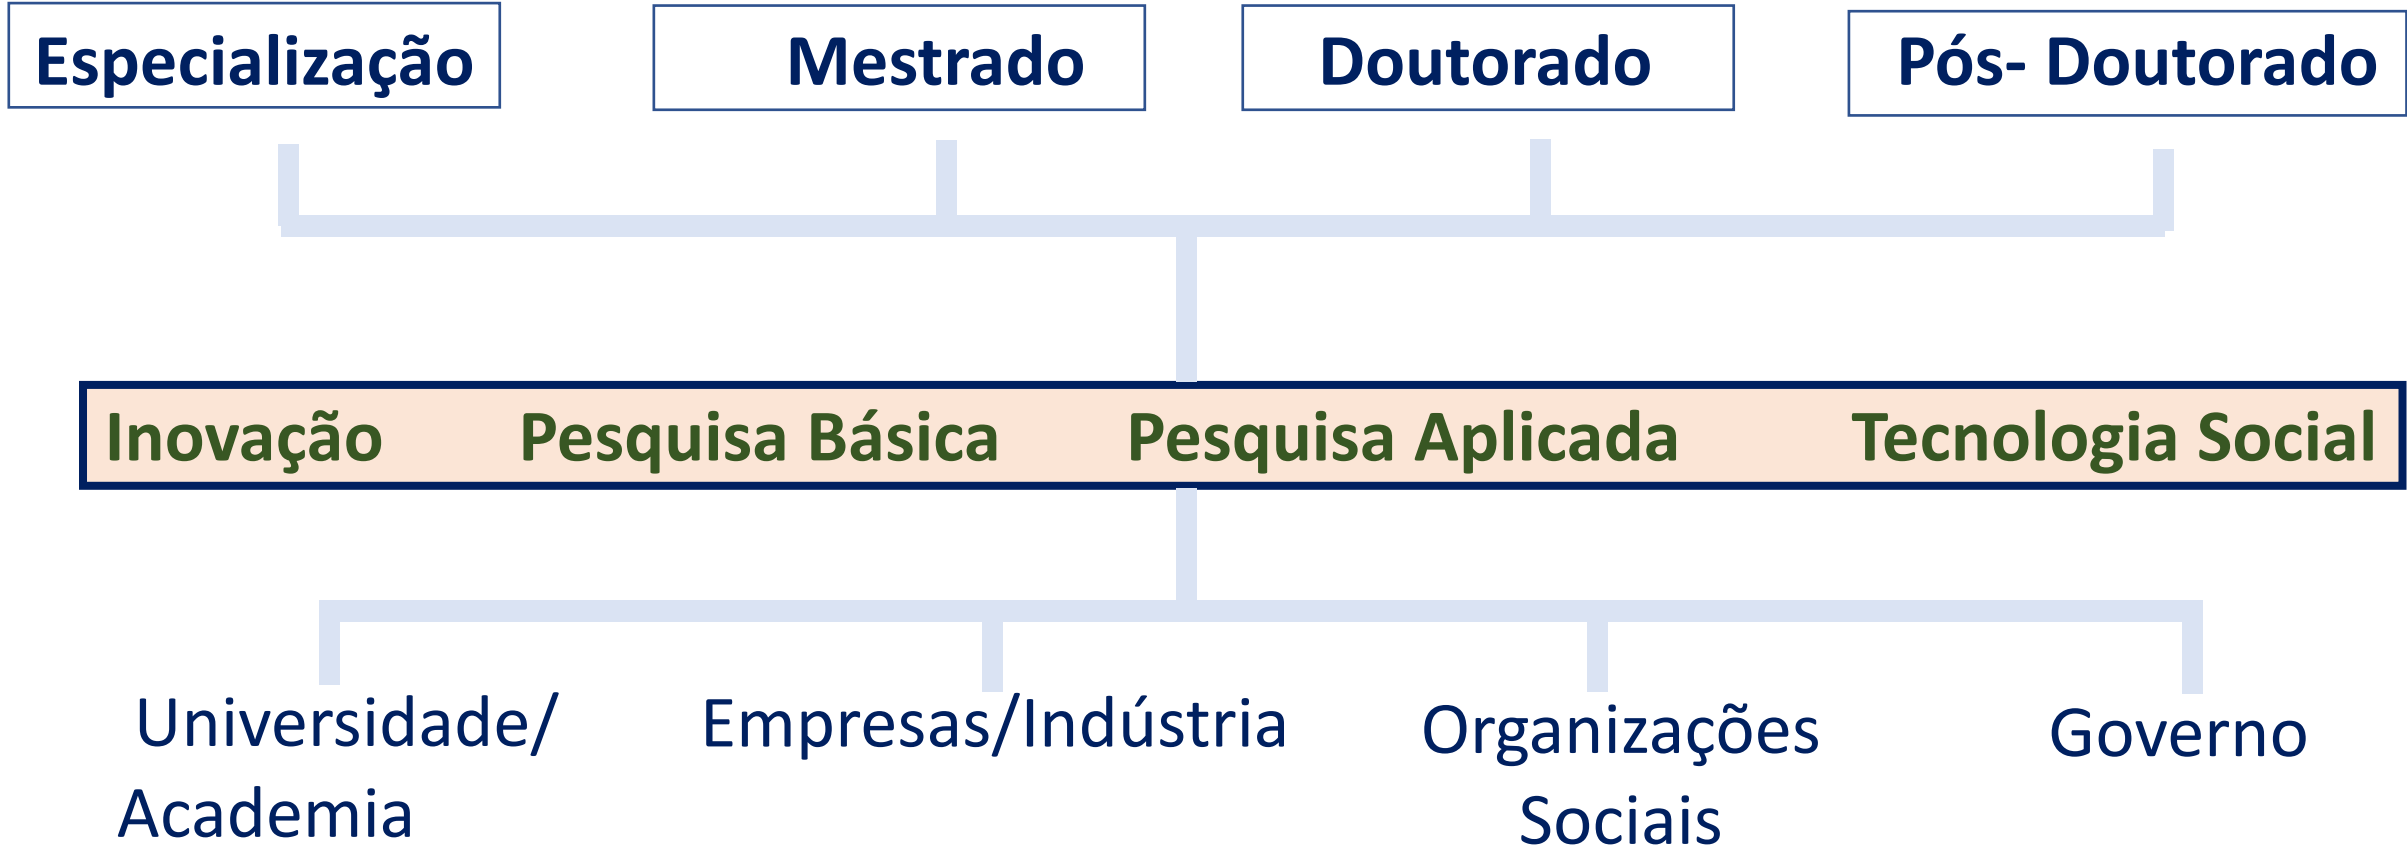 Especialização
Mestrado
Doutorado
Pós- Doutorado
Inovação Pesquisa Básica Pesquisa Aplicada Tecnologia Social
Universidade/
Academia
Empresas/Indústria
Organizações
Sociais
Governo